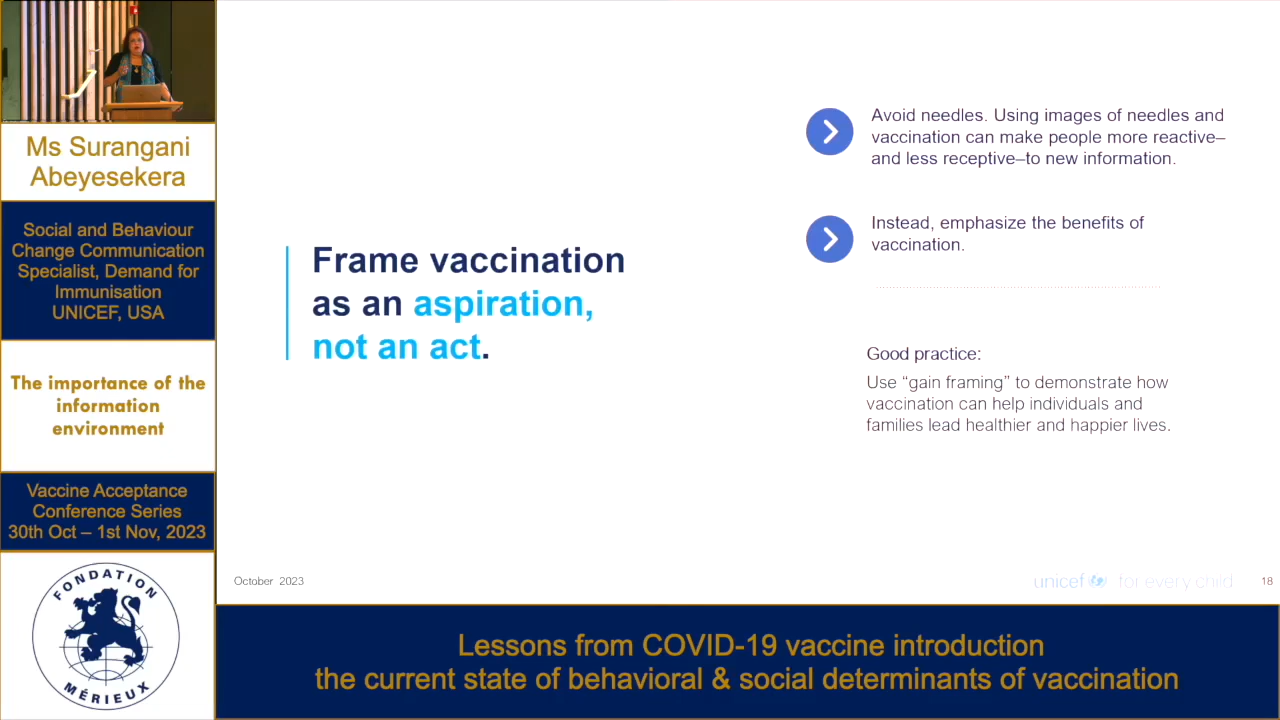 Ms Surangani
Abeyesekera
Social and Behaviour
Change Communication
Specialist, Demand for
Immunisation
UNICEF, USA
The importance of the
information
environment
Vaccine Acceptance
Conference Series
30th Oct – 1st Nov, 2023
FONDATION
MÉRIEUX
Frame vaccination
as an aspiration,
not an act.
Avoid needles. Using images of needles and
vaccination can make people more reactive–
and less receptive–to new information.
Instead, emphasize the benefits of
vaccination.
Good practice:
Use “gain framing” to demonstrate how
vaccination can help individuals and
families lead healthier and happier lives.
October 2023
unicef for every child
18
Lessons from COVID-19 vaccine introduction
the current state of behavioral & social determinants of vaccination